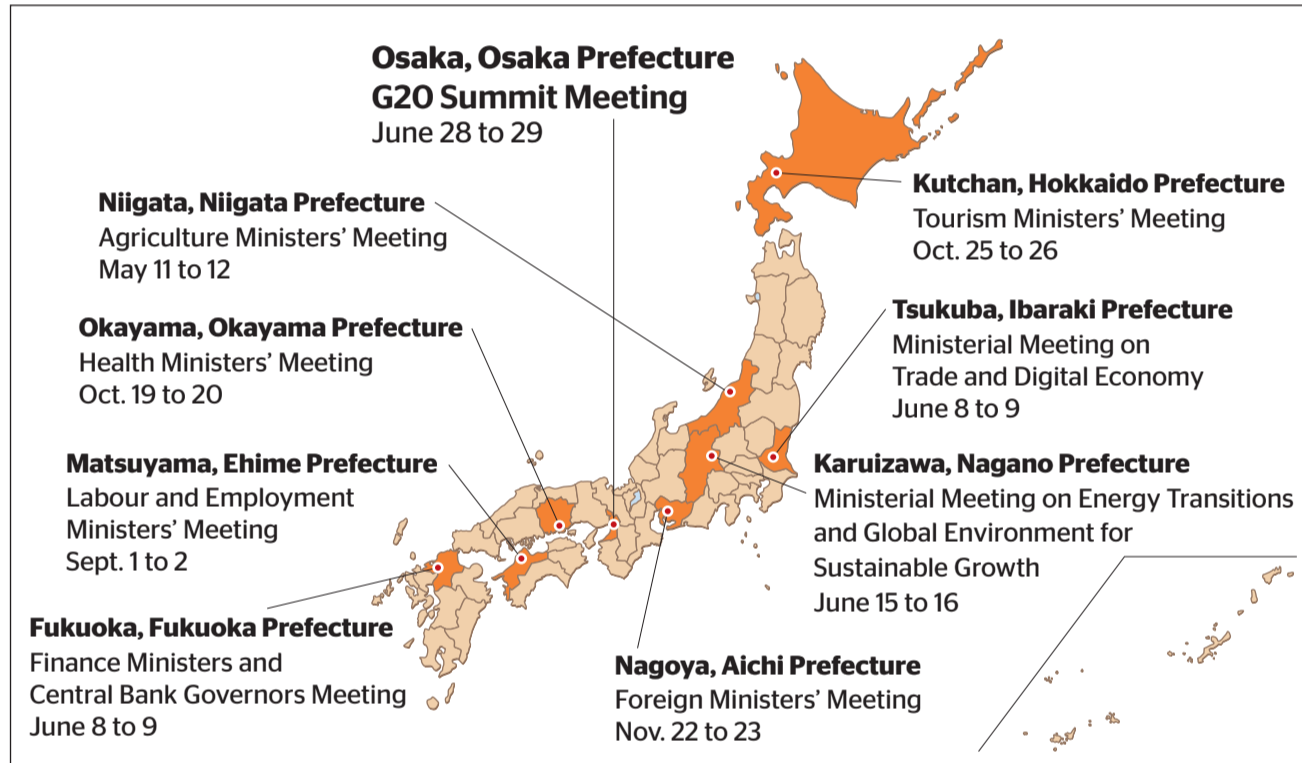 Osaka, Osaka Prefecture
G20 Summit Meeting
June 28 to 29
Niigata, Niigata Prefecture
Agriculture Ministers’ Meeting
May 11 to 12
Okayama, Okayama Prefecture
Health Ministers’ Meeting
Oct. 19 to 20
Matsuyama, Ehime Prefecture
Labour and Employment
Ministers’ Meeting
Sept. 1 to 2
Fukuoka, Fukuoka Prefecture
Finance Ministers and
Central Bank Governors Meeting
June 8 to 9
Kutchan, Hokkaido Prefecture
Tourism Ministers’ Meeting
Oct. 25 to 26
Tsukuba, Ibaraki Prefecture
Ministerial Meeting on
Trade and Digital Economy
June 8 to 9
Karuizawa, Nagano Prefecture
Ministerial Meeting on Energy Transitions
and Global Environment for
Sustainable Growth
June 15 to 16
Nagoya, Aichi Prefecture
Foreign Ministers’ Meeting
Nov. 22 to 23